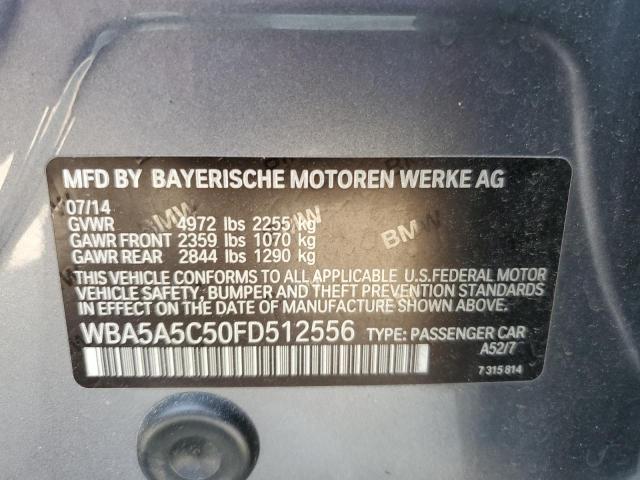 MFD BY BAYERISCHE MOTOREN WERKE AG
07/14
GVWR 4972 lbs 2255 kg
GAWR FRONT 2359 lbs 1070 kg
GAWR REAR 2844 lbs 1290 kg
THIS VEHICLE CONFORMS TO ALL APPLICABLE U.S.FEDERAL MOTOR
VEHICLE SAFETY, BUMPER AND THEFT PREVENTION STANDARDS
IN EFFECT ON THE DATE OF MANUFACTURE SHOWN ABOVE.
WBA5A5C50FD512556 TYPE: PASSENGER CAR
A52/7
7 315 814
BMW
BMW
BMW